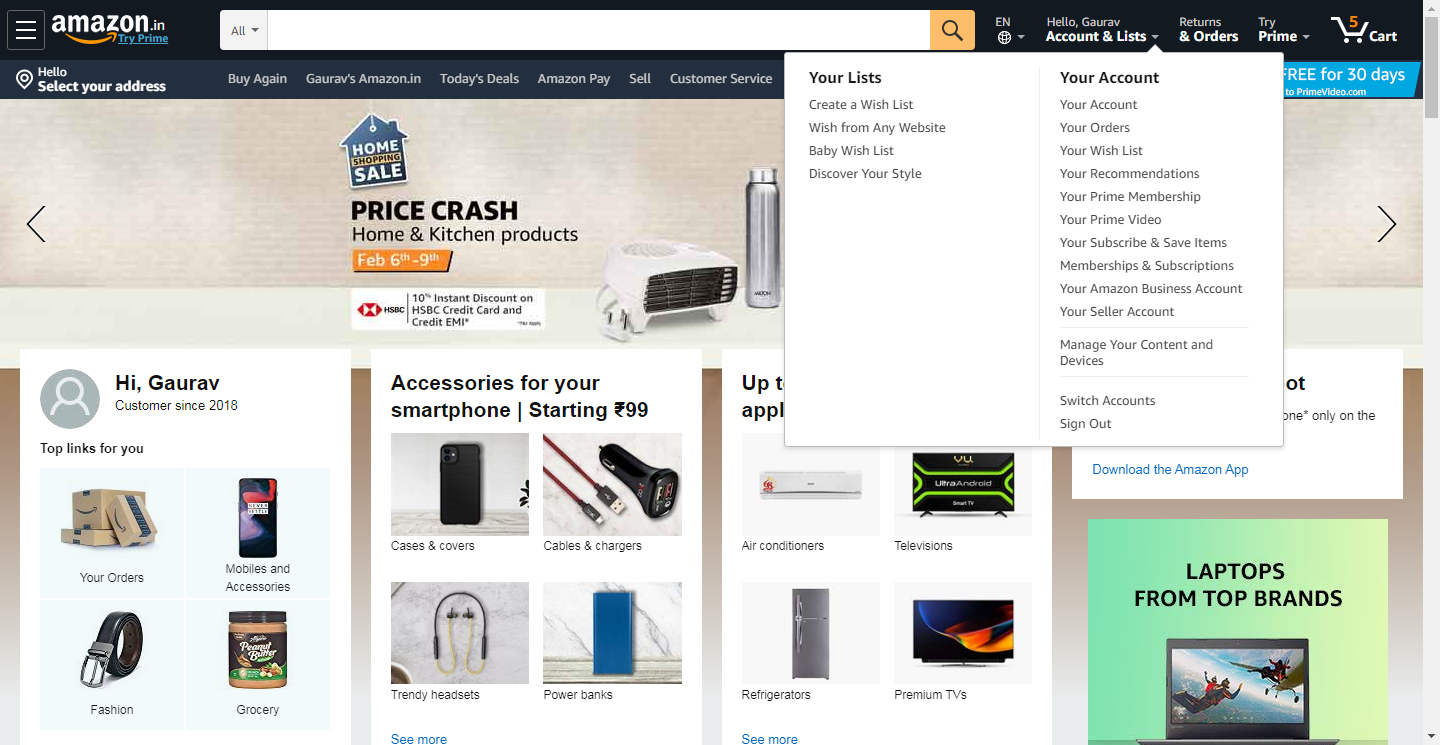 amazon.in
Try Prime
All
EN
Hello, Gaurav
Account & Lists
Returns
& Orders
Try
Prime
5
Cart
Hello
Select your address
Buy Again
Gaurav's Amazon.in
Today's Deals
Amazon Pay
Sell
Customer Service
FREE for 30 days
to PrimeVideo.com
Your Lists
Create a Wish List
Wish from Any Website
Baby Wish List
Discover Your Style
Your Account
Your Account
Your Orders
Your Wish List
Your Recommendations
Your Prime Membership
Your Prime Video
Your Subscribe & Save Items
Memberships & Subscriptions
Your Amazon Business Account
Your Seller Account
Manage Your Content and
Devices
Switch Accounts
Sign Out
HOME
SHOPPING
SALE
PRICE CRASH
Home & Kitchen products
Feb 6th -9th
HSBC
10% Instant Discount on
HSBC Credit Card and
Credit EMI*
*T&C Apply
MILTON
Hi, Gaurav
Customer since 2018
Top links for you
Your Orders
NEVER
SETTLE
Mobiles and
Accessories
Fashion
Peanut
Butter
Grocery
Accessories for your
smartphone | Starting ₹99
Cases & covers
Cables & chargers
Trendy headsets
Power banks
See more
Up to
appl
Air conditioners
UltraAndroid
Smart TV
Televisions
Refrigerators
Premium TVs
See more
ot
one* only on the
Download the Amazon App
LAPTOPS
FROM TOP BRANDS